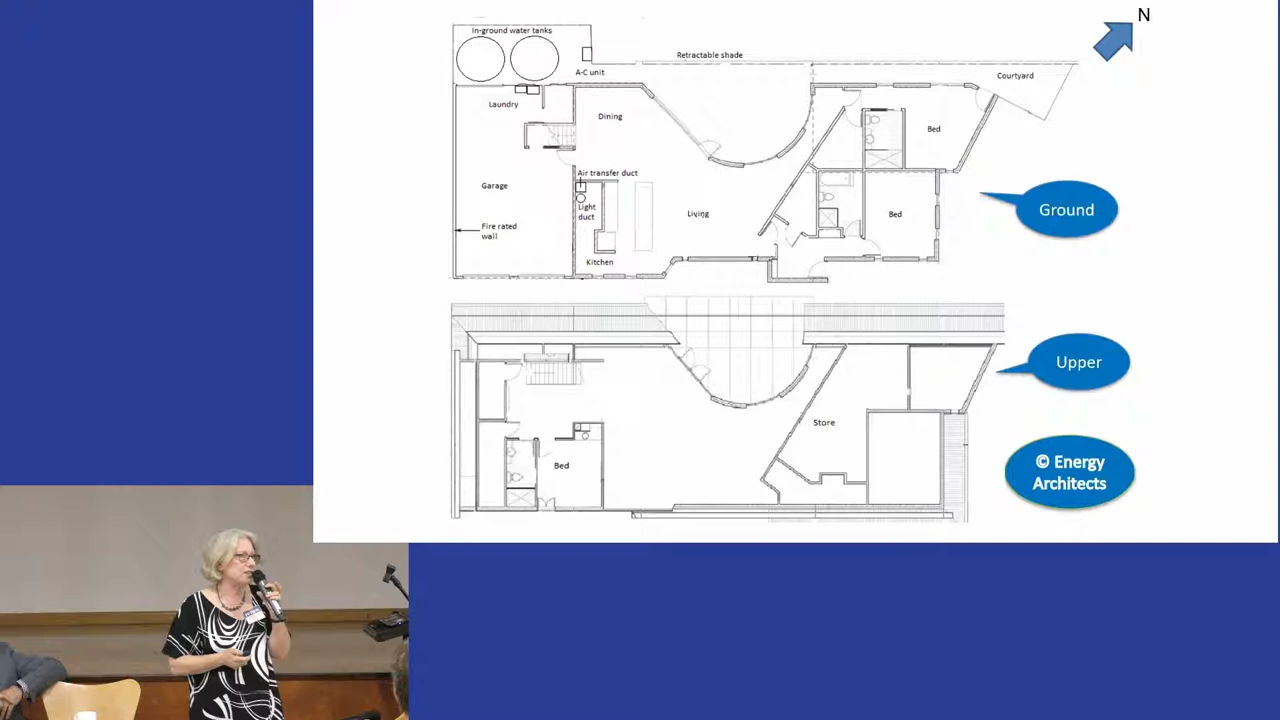 N
In-ground water tanks
Retractable shade
A-C unit
Courtyard
Laundry
Dining
Bed
Air transfer duct
Garage
Light
duct
Living
Bed
Ground
Fire rated
wall
Kitchen
Upper
Store
Bed
© Energy
Architects